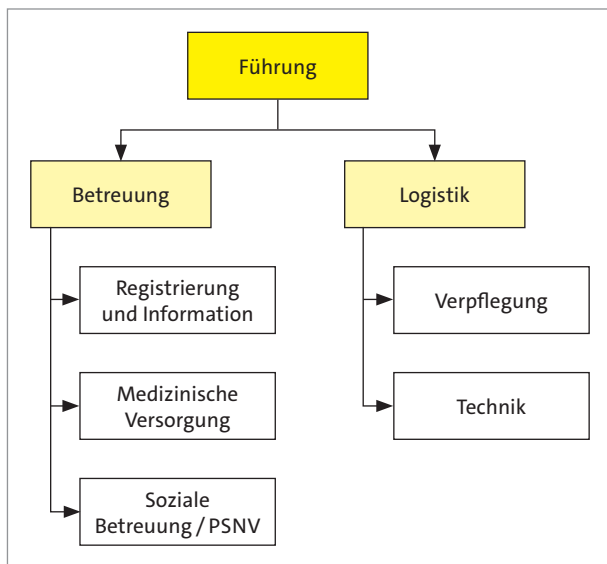 Führung
Betreuung
Logistik
Registrierung
und Information
Verpflegung
Medizinische
Versorgung
Technik
Soziale
Betreuung / PSNV